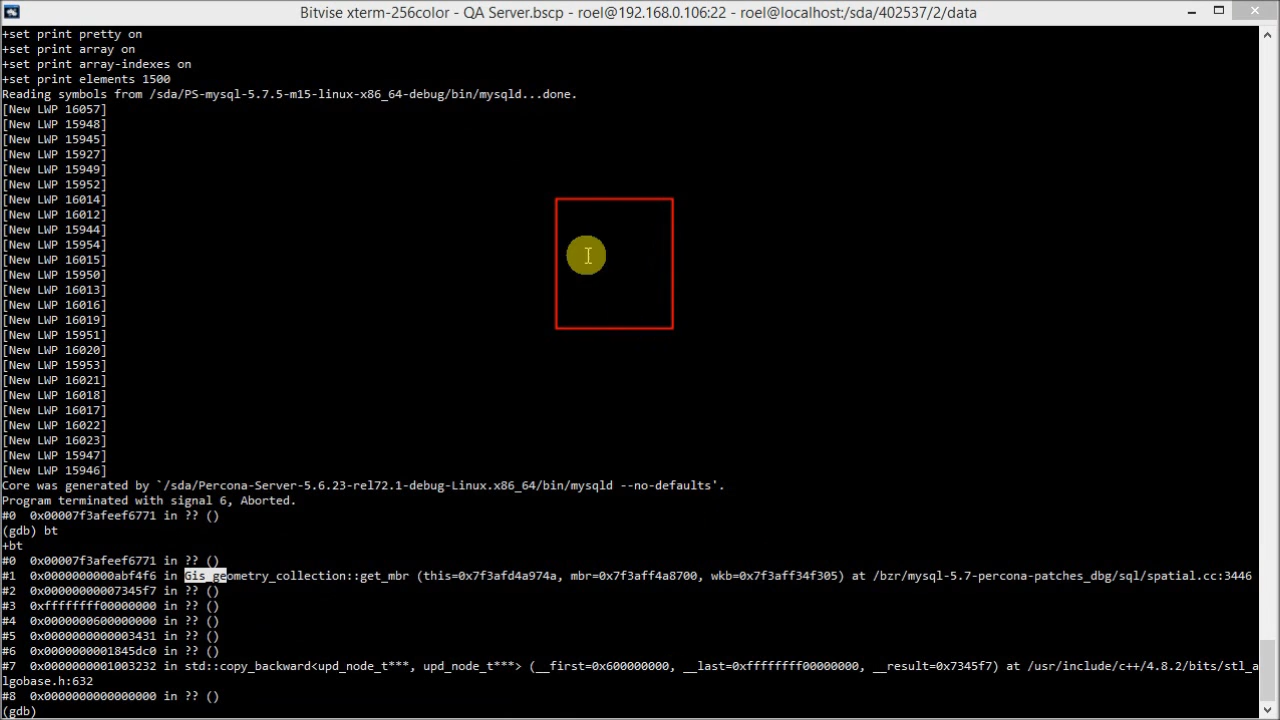 Bitvise xterm-256color - QA Server.bscp - roel@192.168.0.106:22 - roel@localhost:/sda/402537/2/data
+set print pretty on
+set print array on
+set print array-indexes on
+set print elements 1500
Reading symbols from /sda/PS-mysql-5.7.5-m15-linux-x86_64-debug/bin/mysqld...done.
[New LWP 16057]
[New LWP 15948]
[New LWP 15945]
[New LWP 15927]
[New LWP 15949]
[New LWP 15952]
[New LWP 16014]
[New LWP 16012]
[New LWP 15944]
[New LWP 15954]
[New LWP 16015]
[New LWP 15950]
[New LWP 16013]
[New LWP 16016]
[New LWP 16019]
[New LWP 15951]
[New LWP 16020]
[New LWP 15953]
[New LWP 16021]
[New LWP 16018]
[New LWP 16017]
[New LWP 16022]
[New LWP 16023]
[New LWP 15947]
[New LWP 15946]
Core was generated by `/sda/Percona-Server-5.6.23-rel72.1-debug-Linux.x86_64/bin/mysqld --no-defaults'.
Program terminated with signal 6, Aborted.
#0  0x00007f3afeef6771 in ?? ()
(gdb) bt
+bt
#0  0x00007f3afeef6771 in ?? ()
#1  0x0000000000abf4f6 in Gis_geometry_collection::get_mbr (this=0x7f3afd4a974a, mbr=0x7f3aff4a8700, wkb=0x7f3aff34f305) at /bzr/mysql-5.7-percona-patches_dbg/sql/spatial.cc:3446
#2  0x00000000007345f7 in ?? ()
#3  0xffffffff00000000 in ?? ()
#4  0x0000000600000000 in ?? ()
#5  0x0000000000003431 in ?? ()
#6  0x0000000001845dc0 in ?? ()
#7  0x0000000001003232 in std::copy_backward<upd_node_t***, upd_node_t***> (__first=0x600000000, __last=0xffffffff00000000, __result=0x7345f7) at /usr/include/c++/4.8.2/bits/stl_a
lgobase.h:632
#8  0x0000000000000000 in ?? ()
(gdb)